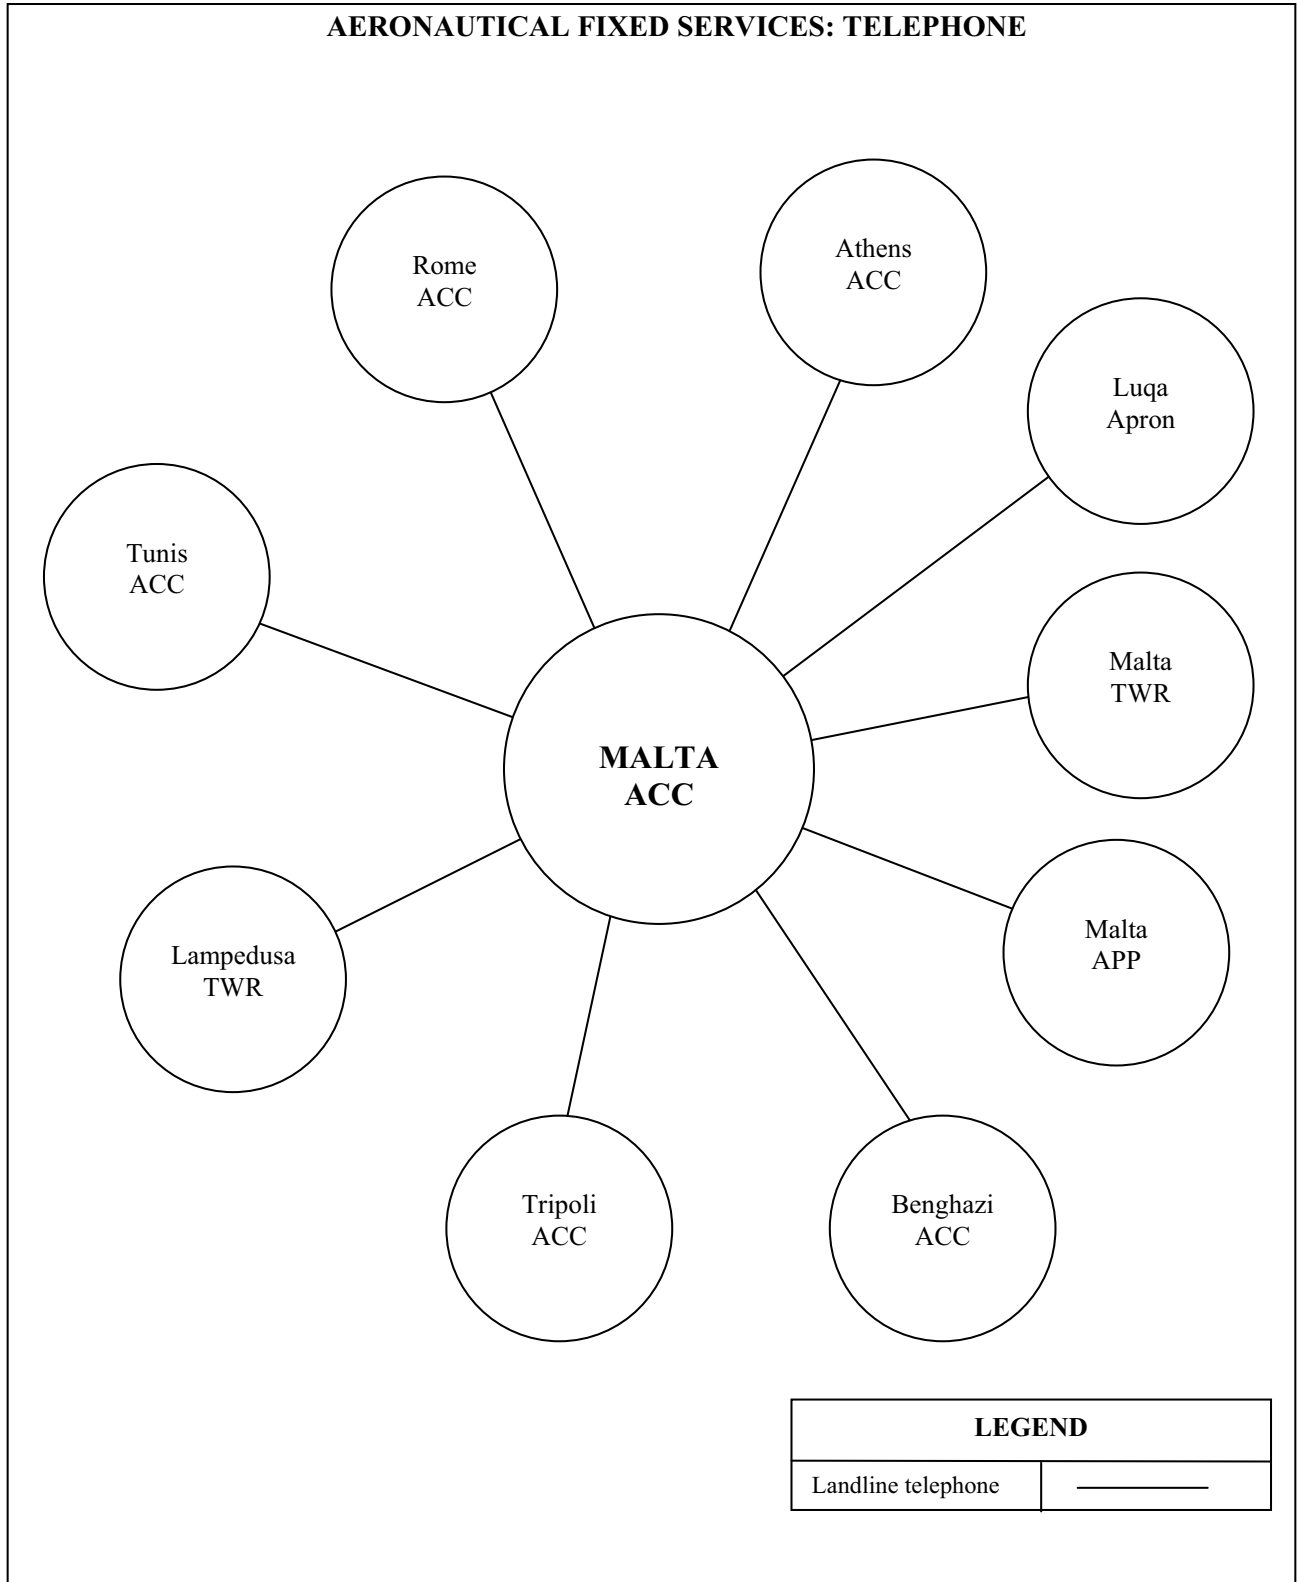 AERONAUTICAL FIXED SERVICES: TELEPHONE
Rome
ACC
Athens
ACC
Luqa
Apron
Tunis
ACC
Malta
TWR
MALTA
ACC
Lampedusa
TWR
Malta
APP
Tripoli
ACC
Benghazi
ACC
LEGEND
Landline telephone